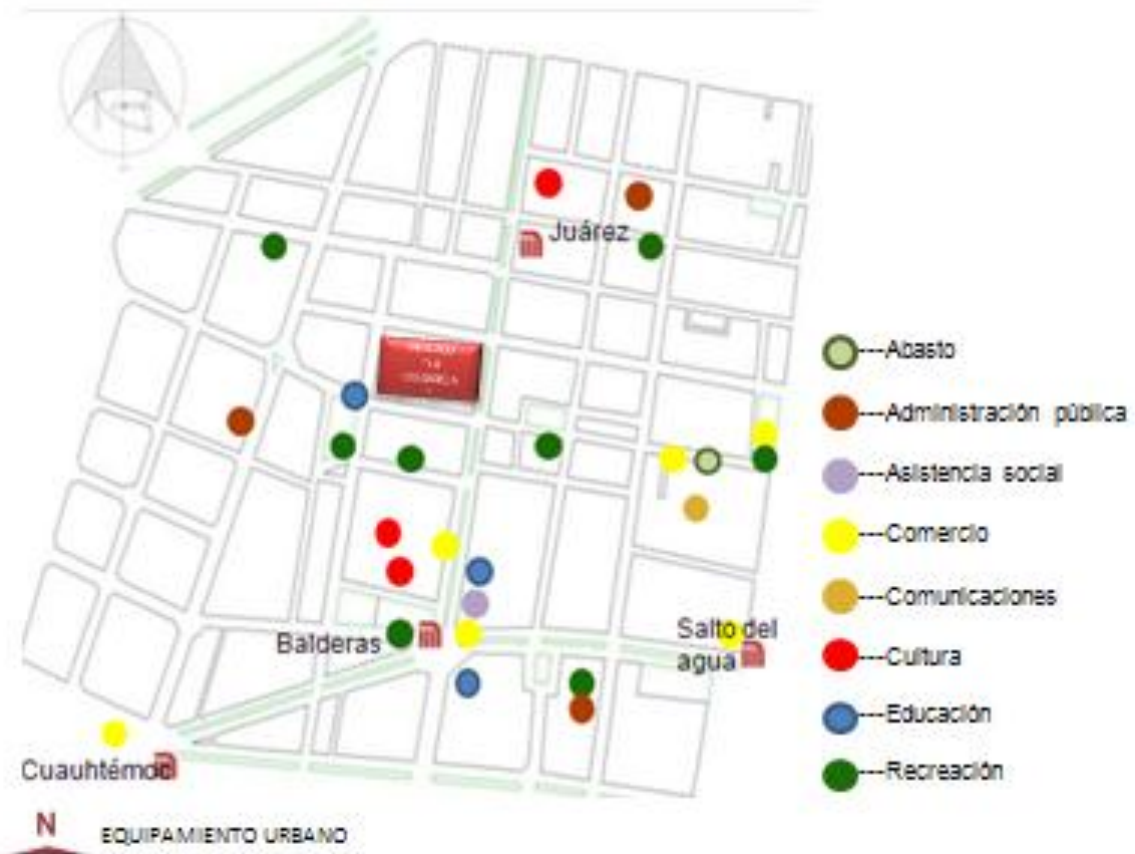 Juárez
---Abasto
---Administración pública
---Asistencia social
---Comercio
---Comunicaciones
---Cultura
---Educación
---Recreación
Balderas
Salto del
agua
Cuauhtémoc
N
EQUIPAMIENTO URBANO